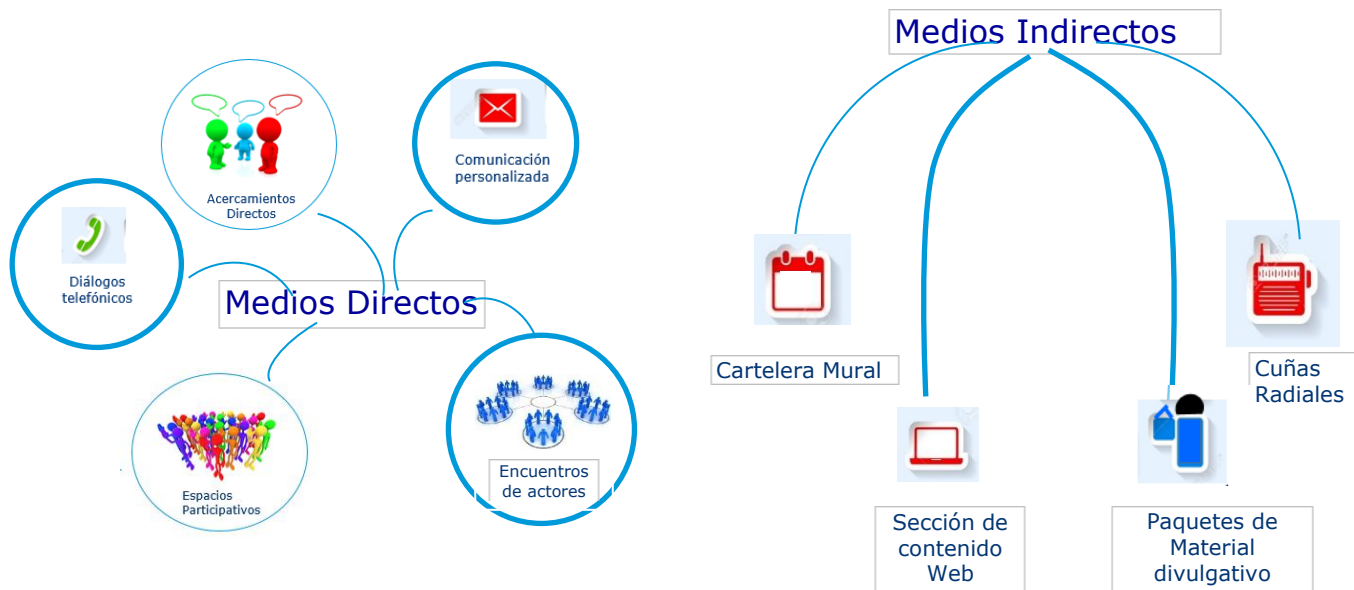 Medios Directos
Acercamientos
Directos
Comunicación
personalizada
Diálogos
telefónicos
Espacios
Participativos
Encuentros
de actores
Medios Indirectos
Cartelera Mural
Cuñas
Radiales
Sección de
contenido
Web
Paquetes de
Material
divulgativo